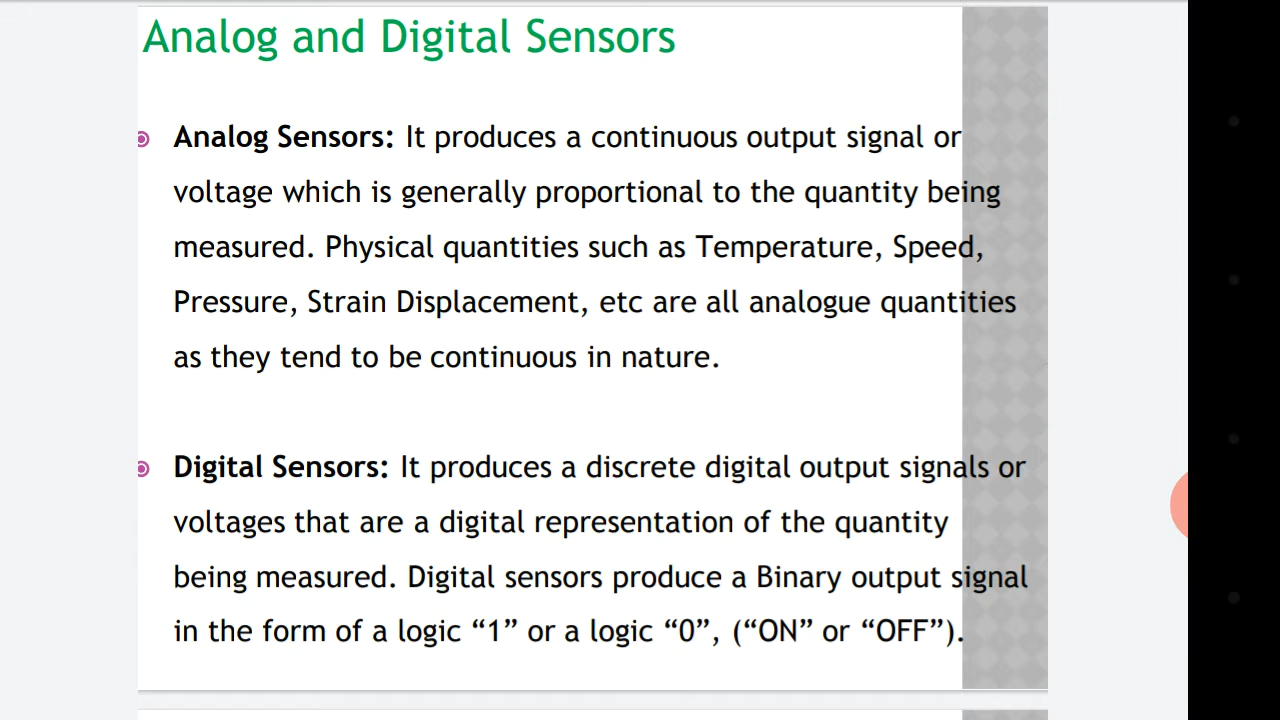 Analog and Digital Sensors
Analog Sensors: It produces a continuous output signal or
voltage which is generally proportional to the quantity being
measured. Physical quantities such as Temperature, Speed,
Pressure, Strain Displacement, etc are all analogue quantities
as they tend to be continuous in nature.
Digital Sensors: It produces a discrete digital output signals or
voltages that are a digital representation of the quantity
being measured. Digital sensors produce a Binary output signal
in the form of a logic “1” or a logic “0”, (“ON” or “OFF”).